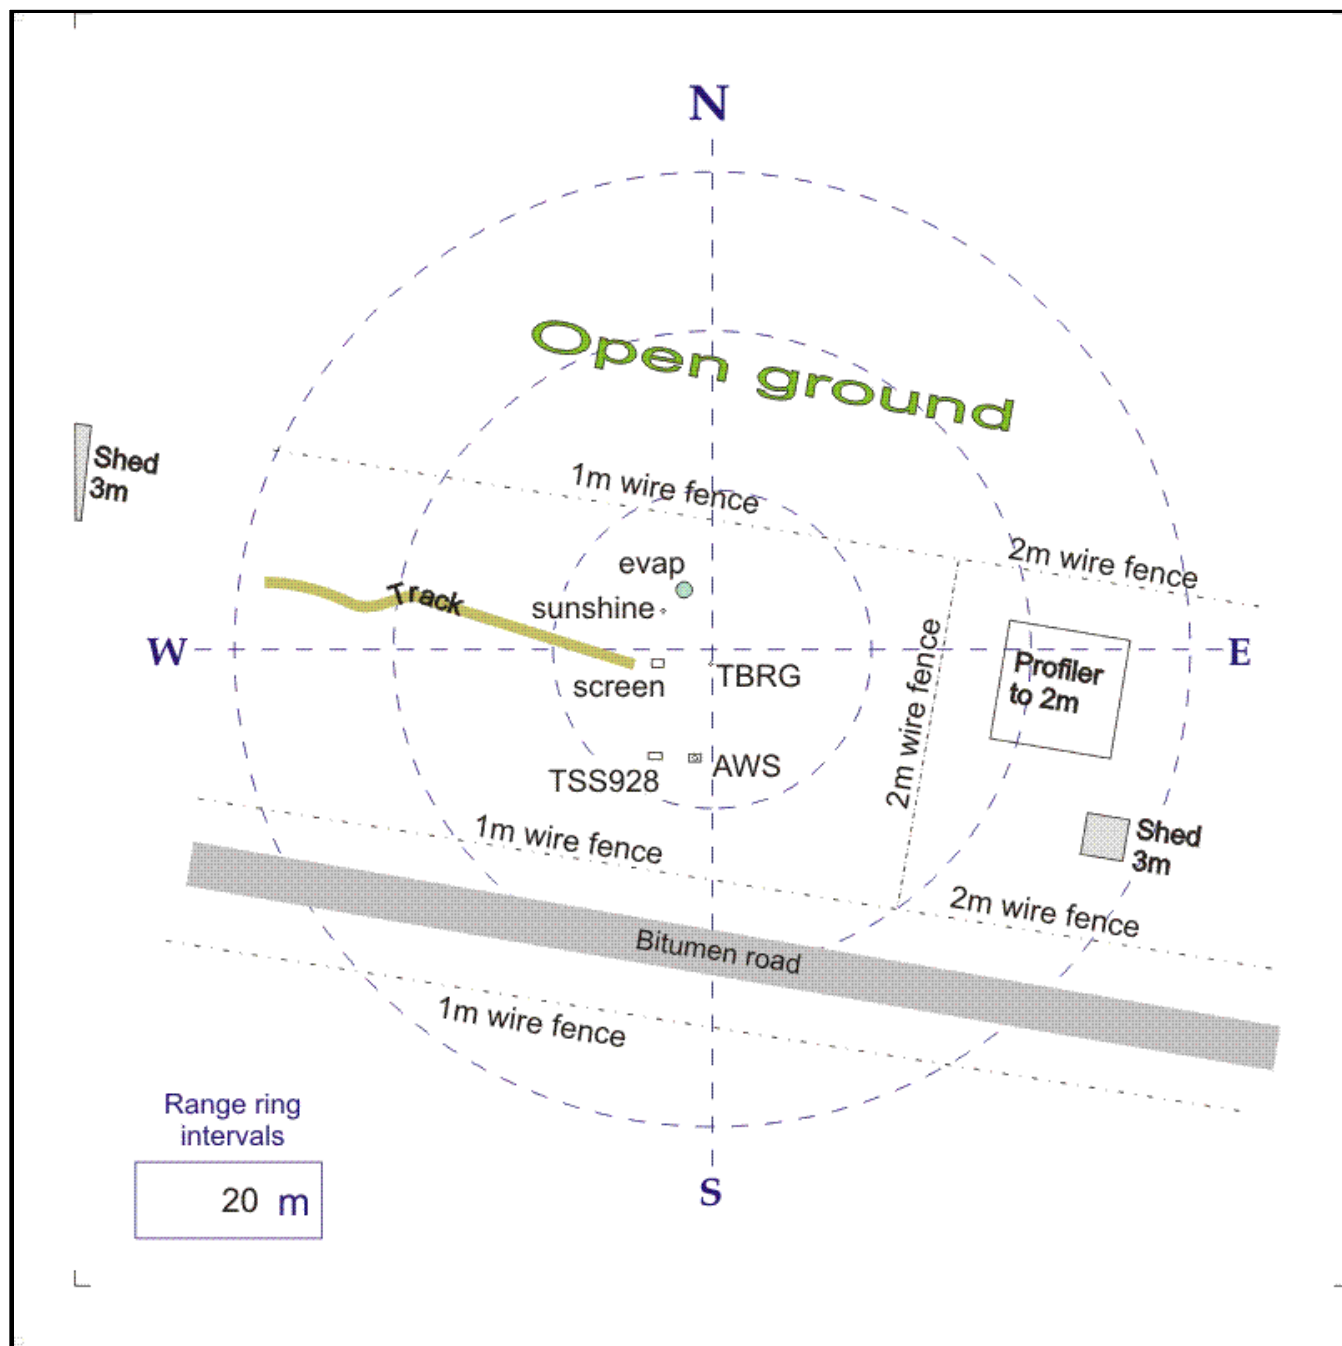 N
Open ground
Shed
3m
1m wire fence
2m wire fence
evap
Track
sunshine
W
E
screen
TBRG
2m wire fence
Profiler
to 2m
TSS928
AWS
1m wire fence
Shed
3m
2m wire fence
Bitumen road
1m wire fence
Range ring
intervals
20 m
S